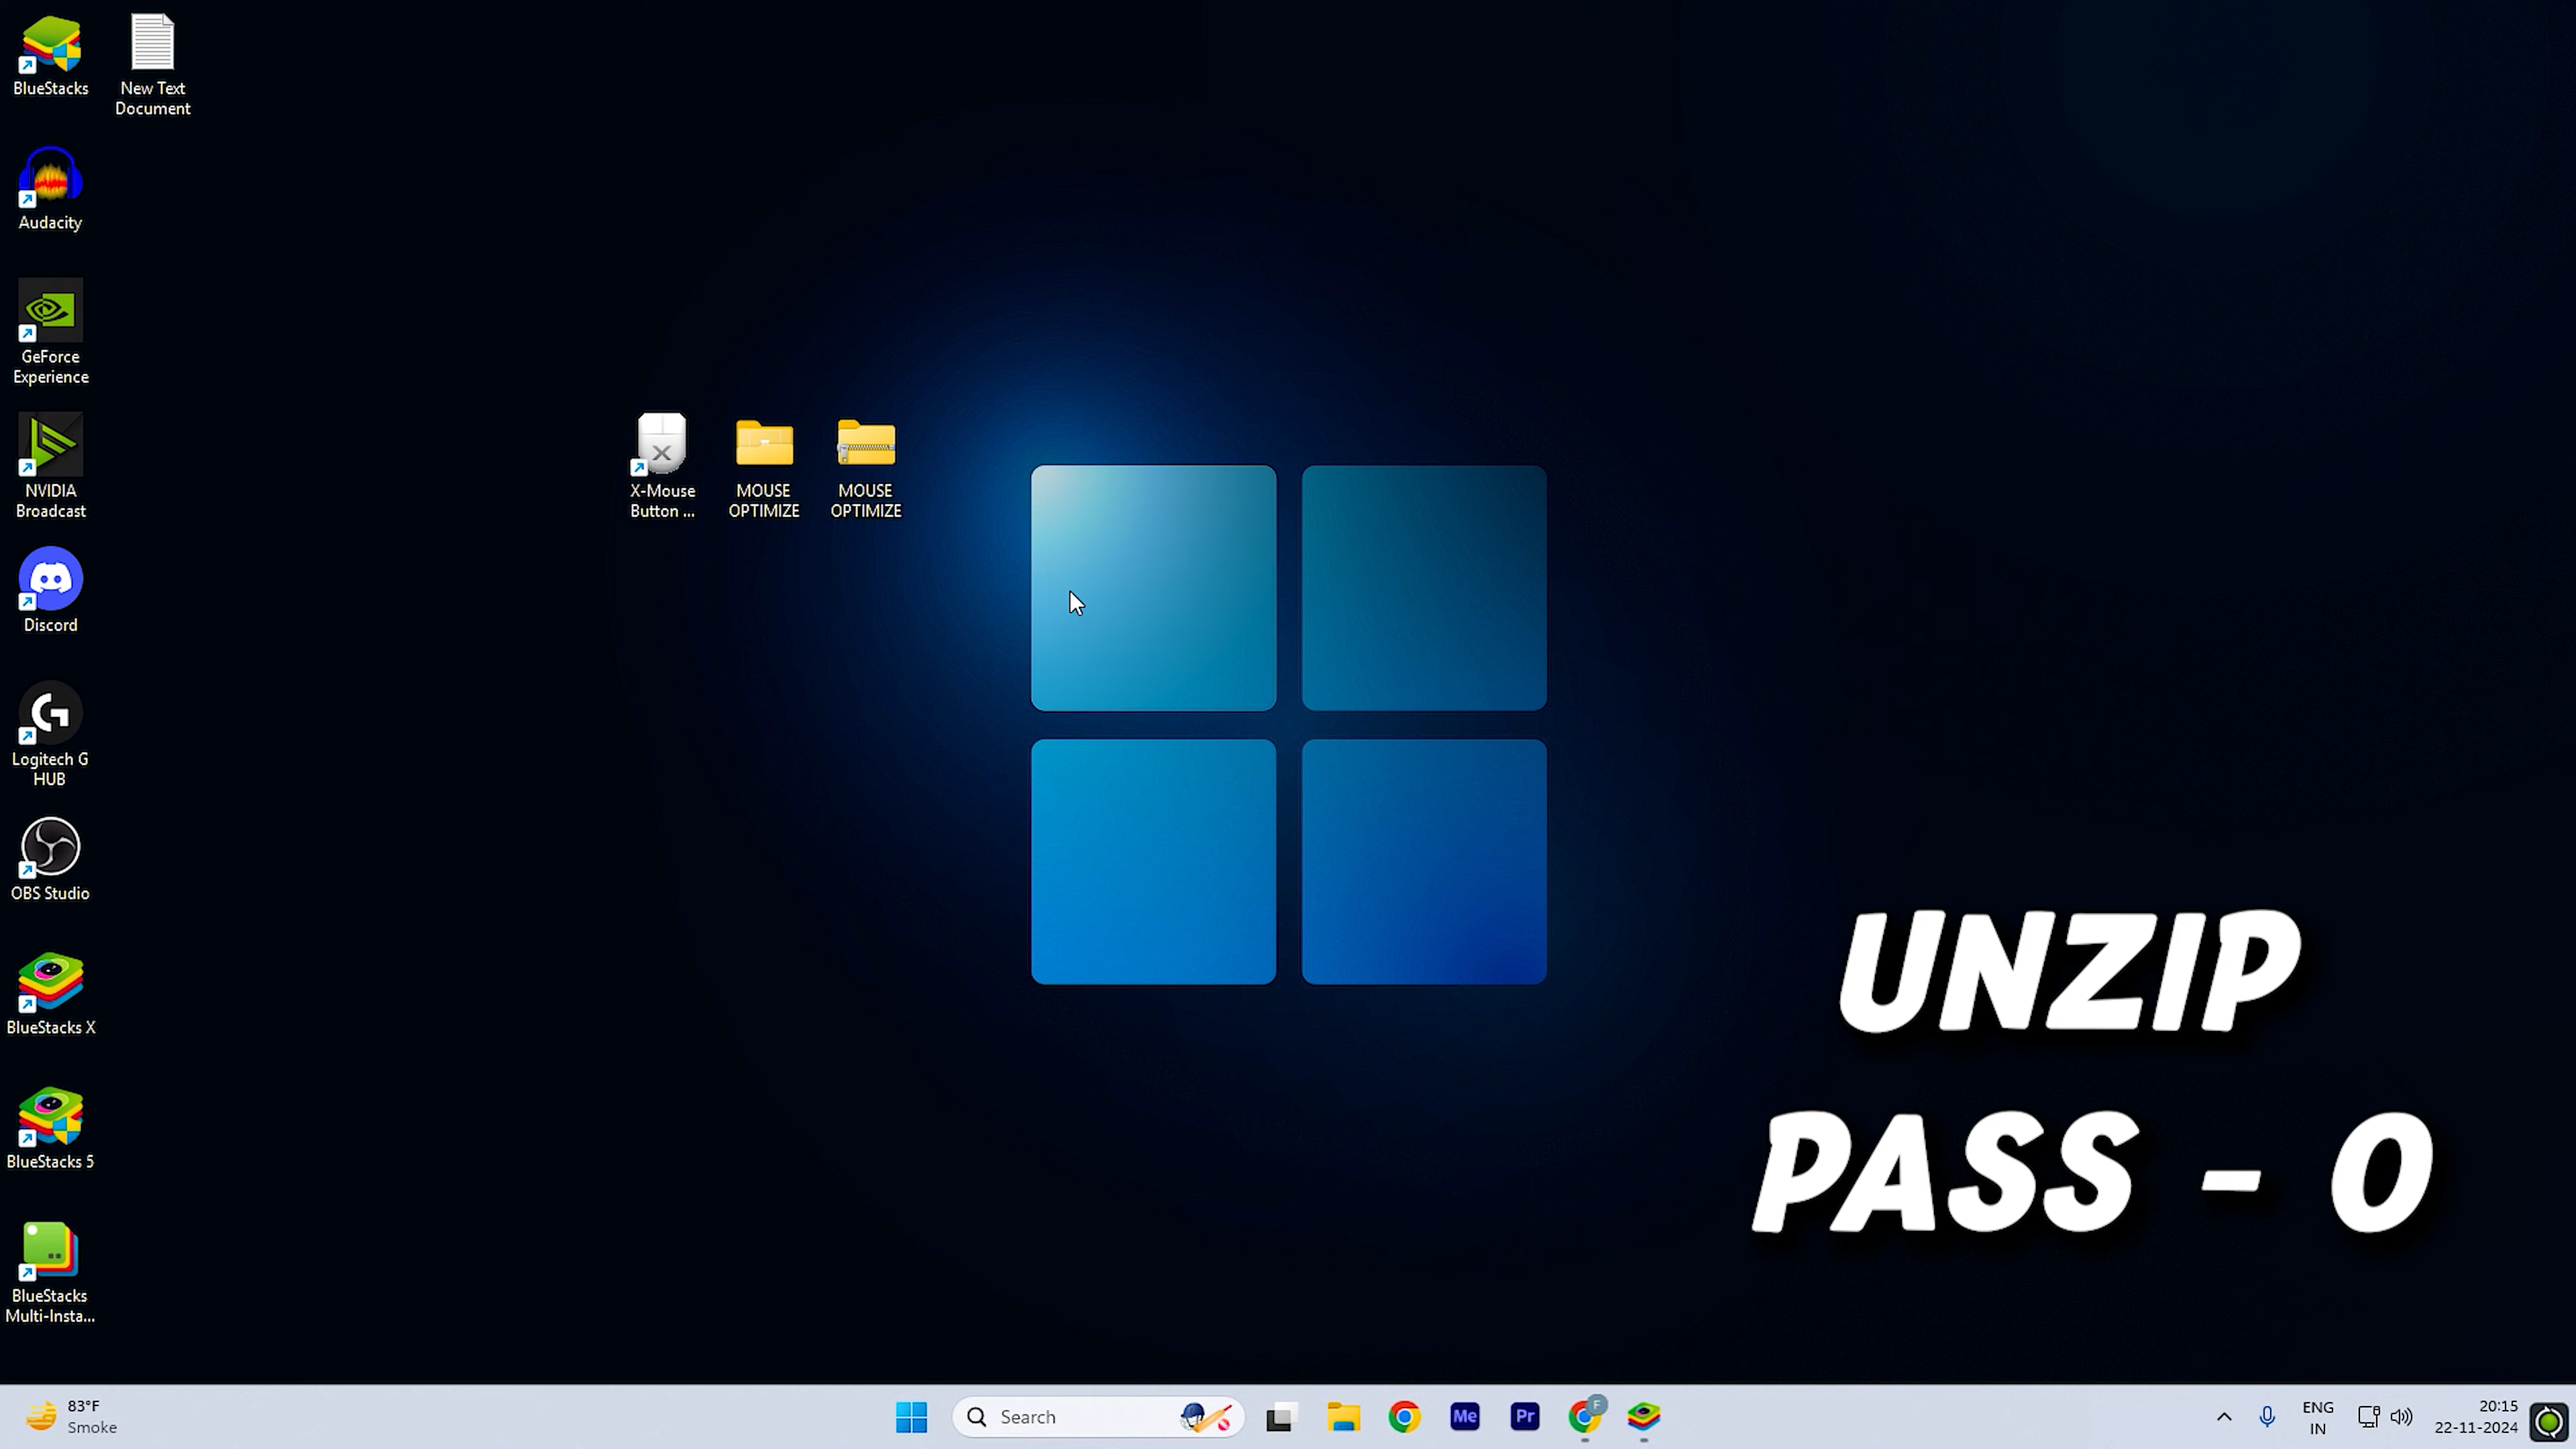 BlueStacks
New Text
Document
Audacity
GeForce
Experience
NVIDIA
Broadcast
Discord
Logitech G
HUB
OBS Studio
BlueStacks X
BlueStacks 5
BlueStacks
Multi-Insta...
X-Mouse
Button ...
MOUSE
OPTIMIZE
MOUSE
OPTIMIZE
UNZIP
PASS - 0
83°F
Smoke
Search
Me
Pr
F
ENG
IN
20:15
22-11-2024